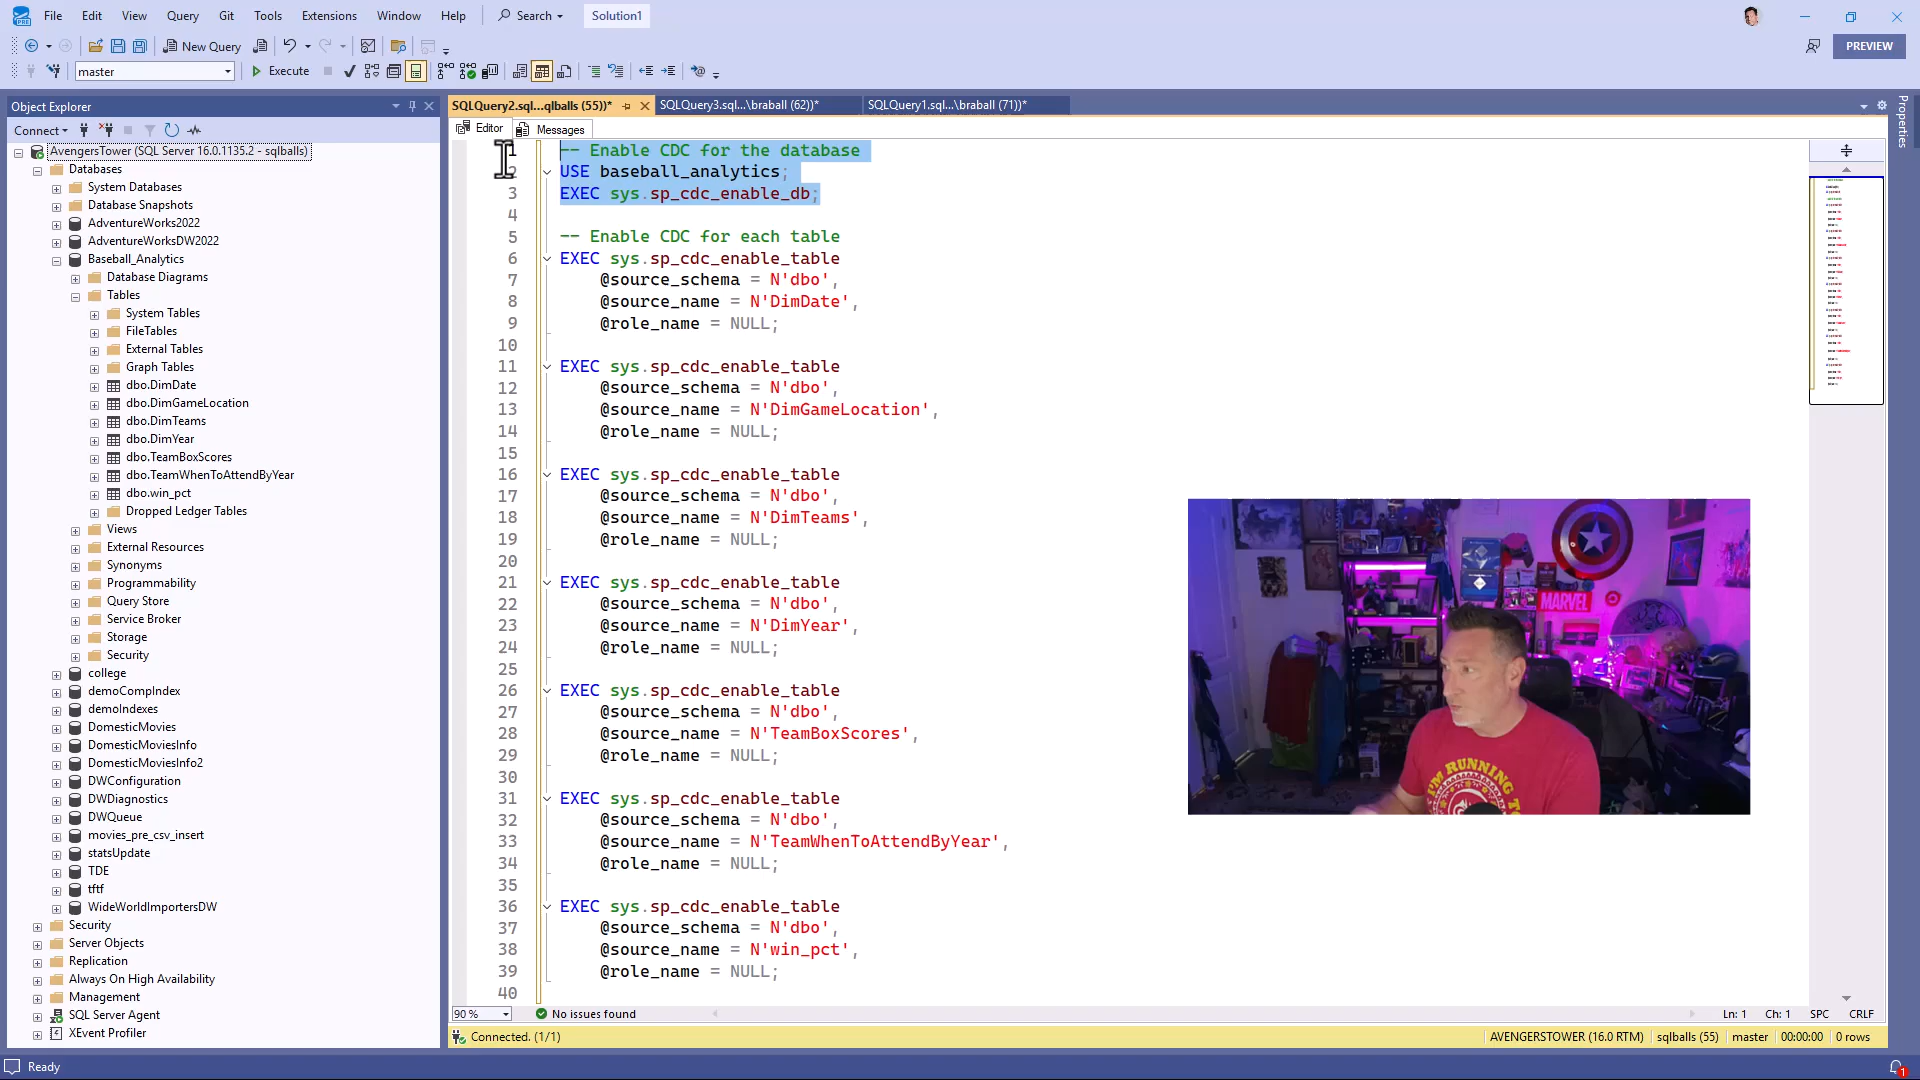 File Edit View Query Git Tools Extensions Window Help Search Solution1
New Query PREVIEW
master Execute
Object Explorer
Connect
AvengersTower (SQL Server 16.0.1135.2 - sqlballs)
Databases
System Databases
Database Snapshots
AdventureWorks2022
AdventureWorksDW2022
Baseball_Analytics
Database Diagrams
Tables
System Tables
FileTables
External Tables
Graph Tables
dbo.DimDate
dbo.DimGameLocation
dbo.DimTeams
dbo.DimYear
dbo.TeamBoxScores
dbo.TeamWhenToAttendByYear
dbo.win_pct
Dropped Ledger Tables
Views
External Resources
Synonyms
Programmability
Query Store
Service Broker
Storage
Security
college
demoCompIndex
demoIndexes
DomesticMovies
DomesticMoviesInfo
DomesticMoviesInfo2
DWConfiguration
DWDiagnostics
DWQueue
movies_pre_csv_insert
statsUpdate
TDE
tftf
WideWorldImportersDW
Security
Server Objects
Replication
Always On High Availability
Management
SQL Server Agent
XEvent Profiler
SQLQuery2.sql...qlballs (55))* SQLQuery3.sql...\braball (62))* SQLQuery1.sql...\braball (71))*
Editor Messages
1 -- Enable CDC for the database
2 USE baseball_analytics;
3 EXEC sys.sp_cdc_enable_db;
4
5 -- Enable CDC for each table
6 EXEC sys.sp_cdc_enable_table
7 @source_schema = N'dbo',
8 @source_name = N'DimDate',
9 @role_name = NULL;
10
11 EXEC sys.sp_cdc_enable_table
12 @source_schema = N'dbo',
13 @source_name = N'DimGameLocation',
14 @role_name = NULL;
15
16 EXEC sys.sp_cdc_enable_table
17 @source_schema = N'dbo',
18 @source_name = N'DimTeams',
19 @role_name = NULL;
20
21 EXEC sys.sp_cdc_enable_table
22 @source_schema = N'dbo',
23 @source_name = N'DimYear',
24 @role_name = NULL;
25
26 EXEC sys.sp_cdc_enable_table
27 @source_schema = N'dbo',
28 @source_name = N'TeamBoxScores',
29 @role_name = NULL;
30
31 EXEC sys.sp_cdc_enable_table
32 @source_schema = N'dbo',
33 @source_name = N'TeamWhenToAttendByYear',
34 @role_name = NULL;
35
36 EXEC sys.sp_cdc_enable_table
37 @source_schema = N'dbo',
38 @source_name = N'win_pct',
39 @role_name = NULL;
40
Properties
MARVEL
I'M RUNNING TO
90 % No issues found Ln: 1 Ch: 1 SPC CRLF
Connected. (1/1) AVENGERSTOWER (16.0 RTM) sqlballs (55) master 00:00:00 0 rows
Ready 1